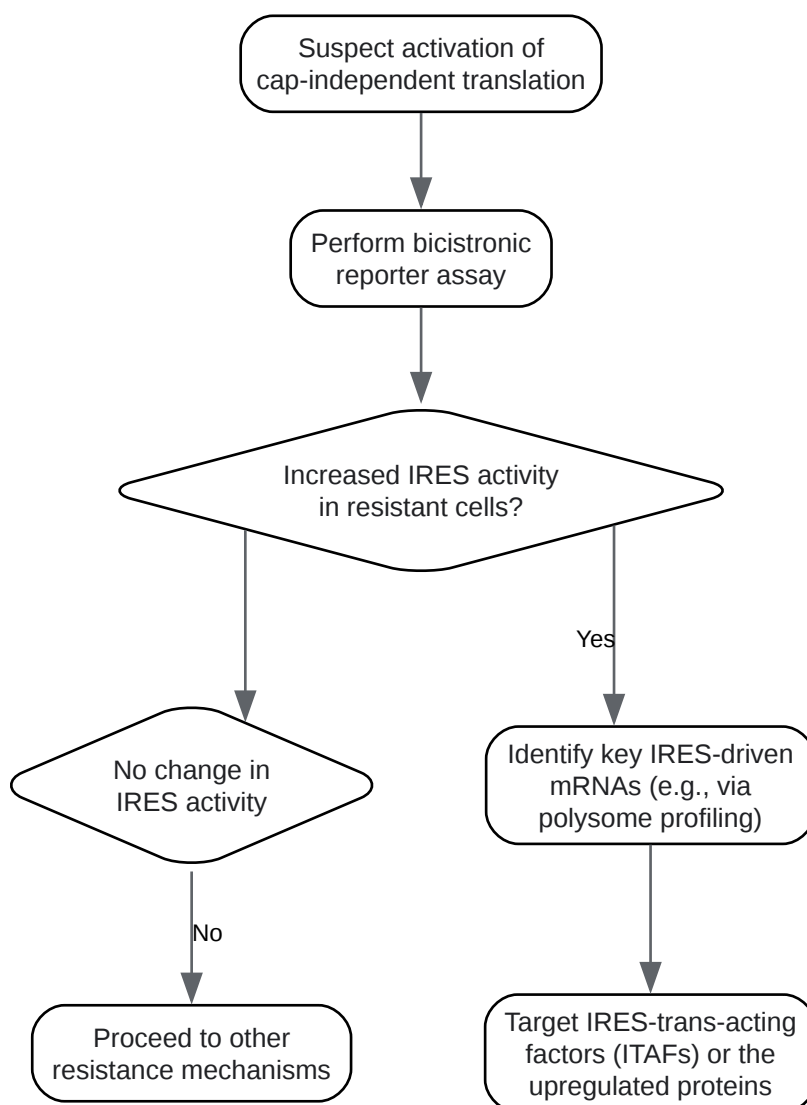 Suspect activation of
cap-independent translation
Perform bicistronic
reporter assay
Increased IRES activity
in resistant cells?
Yes
No change in
IRES activity
Identify key IRES-driven
mRNAs (e.g., via
polysome profiling)
No
Proceed to other
resistance mechanisms
Target IRES-trans-acting
factors (ITAFs) or the
upregulated proteins